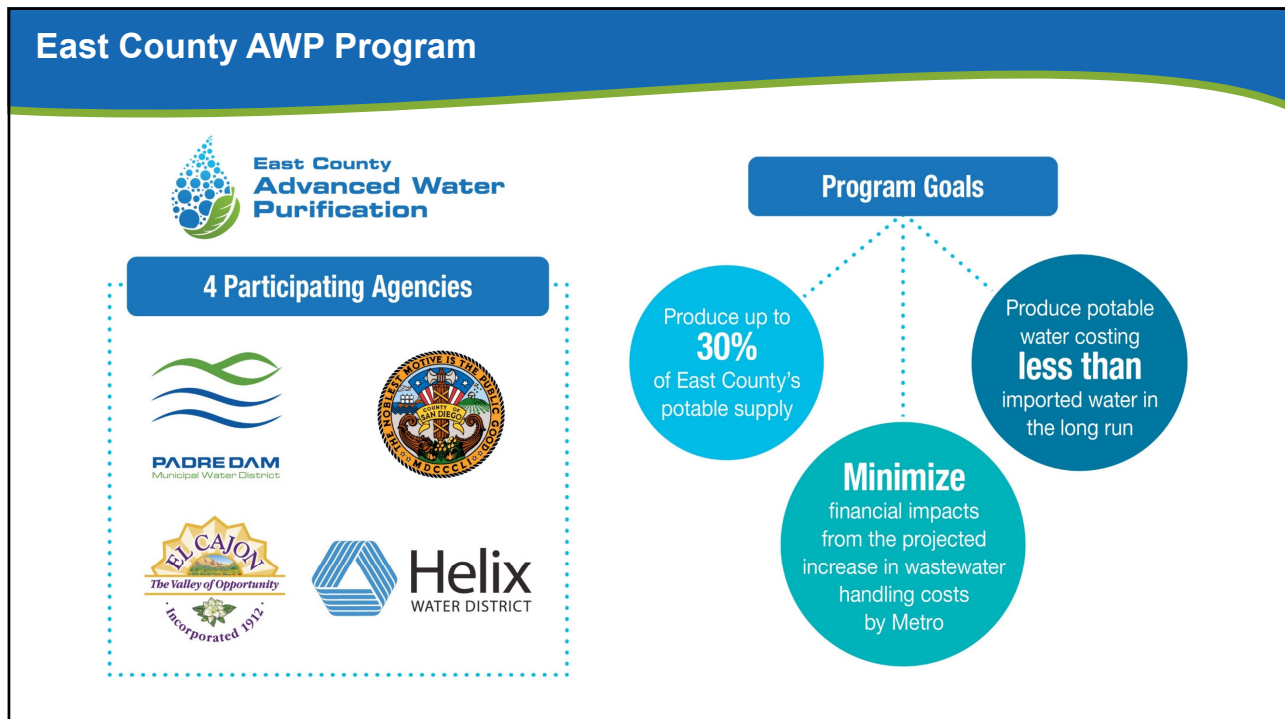 East County AWP Program
East County
Advanced Water
Purification
4 Participating Agencies
PADRE DAM
Municipal Water District
THE NOBLEST MOTIVE IS THE PUBLIC GOOD
COUNTY OF
SAN DIEGO
MDCCCLI
EL CAJON
The Valley of Opportunity
· Incorporated 1912 ·
Helix
WATER DISTRICT
Program Goals
Produce up to
30%
of East County’s
potable supply
Minimize
financial impacts
from the projected
increase in wastewater
handling costs
by Metro
Produce potable
water costing
less than
imported water in
the long run